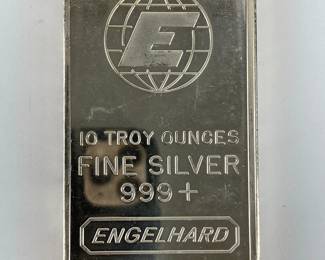 E
10 TROY OUNCES
FINE SILVER
999+
ENGELHARD